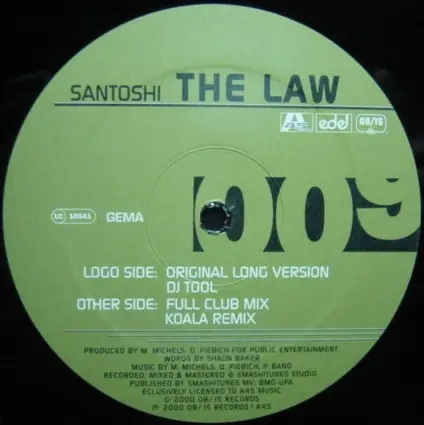 SANTOSHI THE LAW
A45 edel 08/15
009
LC 10541 GEMA
LOGO SIDE: ORIGINAL LONG VERSION
DJ TOOL
OTHER SIDE: FULL CLUB MIX
KOALA REMIX
PRODUCED BY M. MICHELS, D. FIEBICH FOR PUBLIC ENTERTAINMENT
WORDS BY SHAUN BAKER
MUSIC BY M. MICHELS, D. FIEBICH, P. BAND
RECORDED, MIXED & MASTERED @ SMASHTUNES STUDIO
PUBLISHED BY SMASHTUNES MV, BMG-UFA
ECLUSIVELY LICENSED TO A45 MUSIC
© 2000 08/15 RECORDS
℗ 2000 08/15 RECORDS / A45